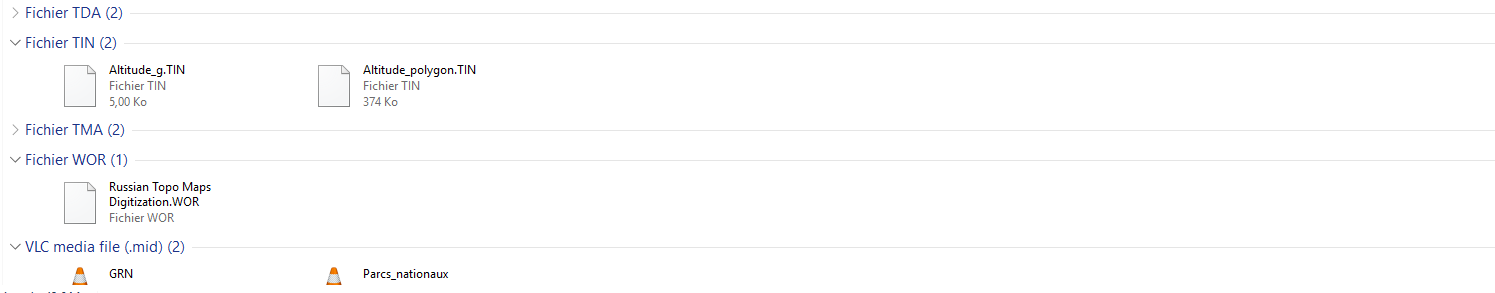 Fichier TDA (2)
Fichier TIN (2)
Altitude_g.TIN
Fichier TIN
5,00 Ko
Altitude_polygon.TIN
Fichier TIN
374 Ko
Fichier TMA (2)
Fichier WOR (1)
Russian Topo Maps
Digitization.WOR
Fichier WOR
VLC media file (.mid) (2)
GRN
Parcs_nationaux